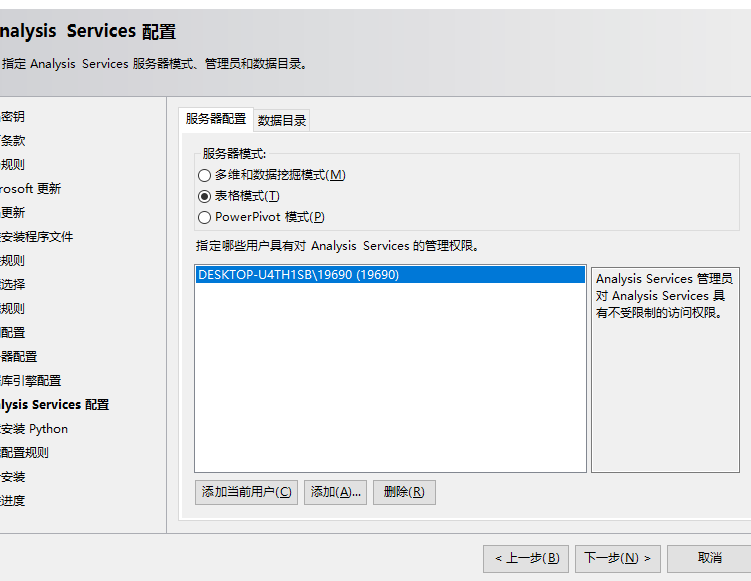 nalysis Services 配置
指定 Analysis Services 服务器模式、管理员和数据目录。
密钥
条款
规则
rosoft 更新
更新
安装程序文件
规则
选择
规则
配置
器配置
库引擎配置
lysis Services 配置
安装 Python
配置规则
安装
进度
服务器配置
数据目录
服务器模式:
多维和数据挖掘模式(M)
表格模式(T)
PowerPivot 模式(P)
指定哪些用户具有对 Analysis Services 的管理权限。
DESKTOP-U4TH1SB\19690 (19690)
Analysis Services 管理员
对 Analysis Services 具
有不受限制的访问权限。
添加当前用户(C)
添加(A)...
删除(R)
< 上一步(B)
下一步(N) >
取消